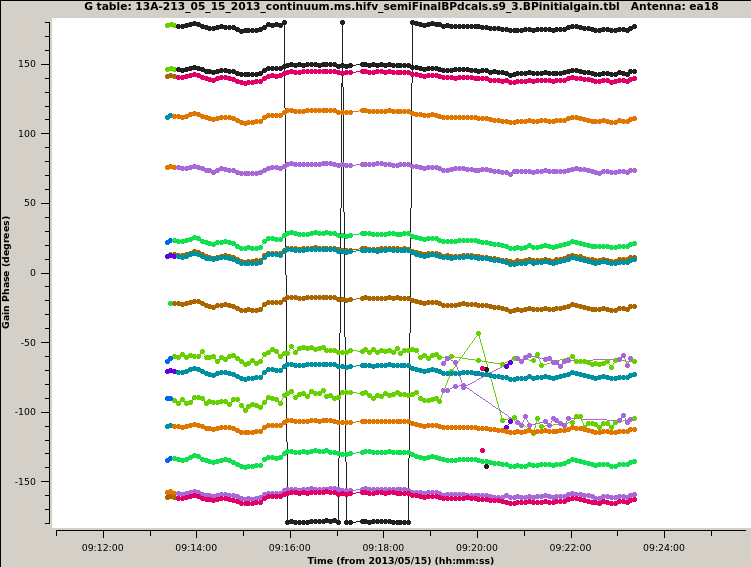 G table: 13A-213_05_15_2013_continuum.ms.hifv_semiFinalBPdcals.s9_3.BPinitialgain.tbl   Antenna: ea18
150
100
50
0
-50
-100
-150
Gain Phase (degrees)
09:12:00 09:14:00 09:16:00 09:18:00 09:20:00 09:22:00 09:24:00
Time (from 2013/05/15) (hh:mm:ss)